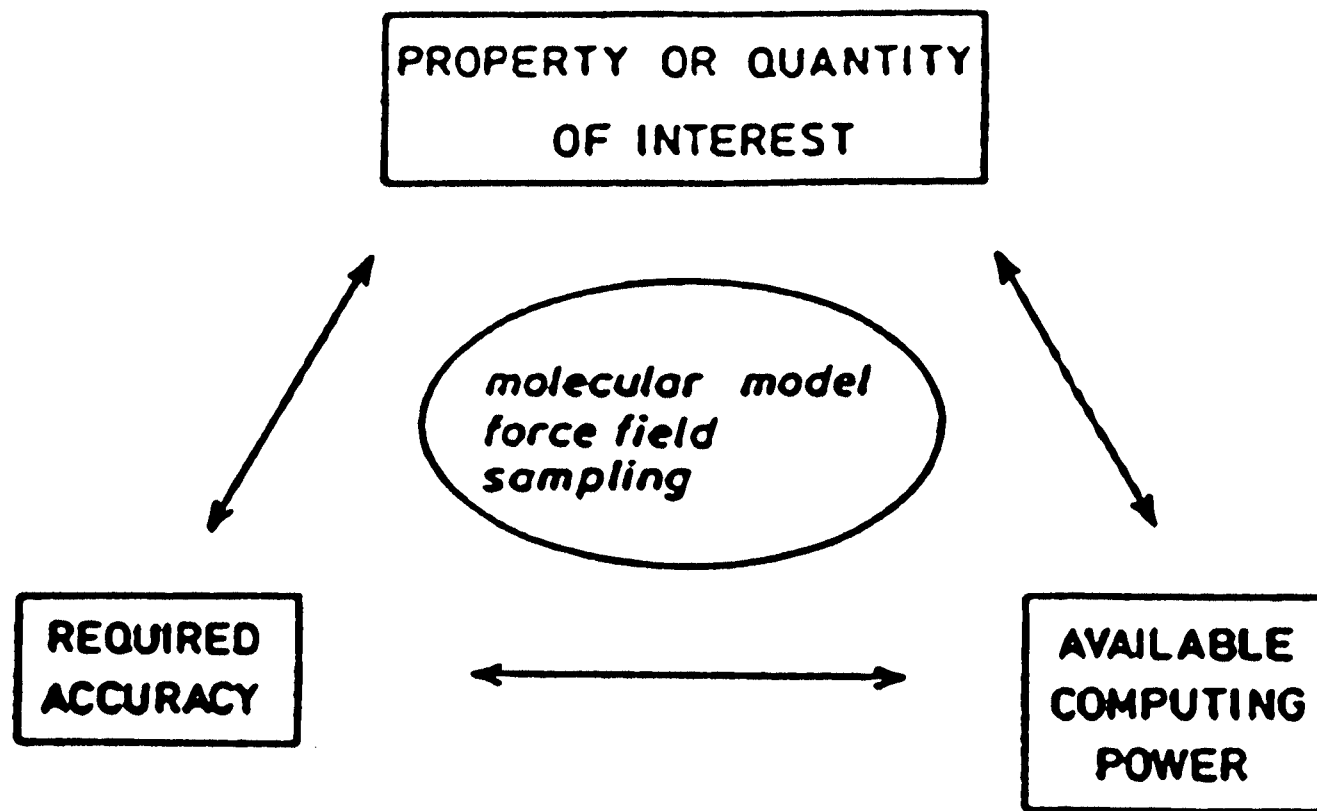 PROPERTY OR QUANTITY
OF INTEREST
molecular model
force field
sampling
REQUIRED
ACCURACY
AVAILABLE
COMPUTING
POWER